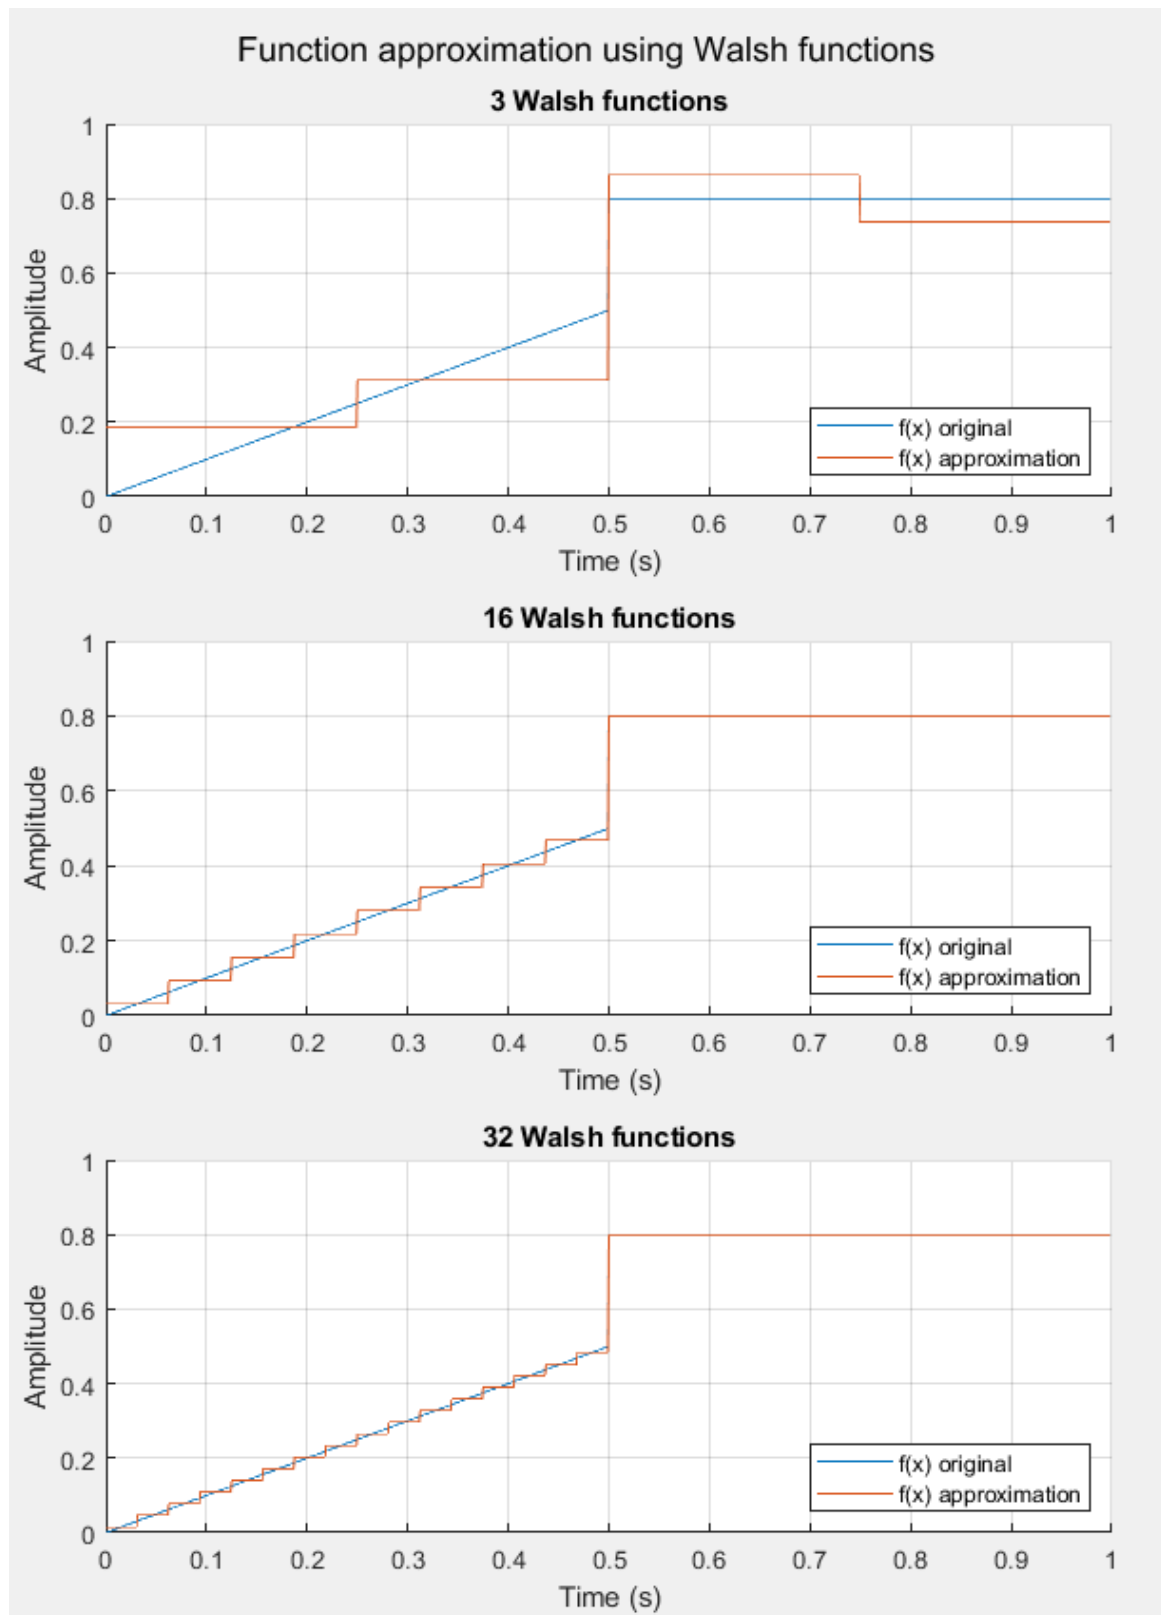 Function approximation using Walsh functions
3 Walsh functions
1
0.8
0.6
0.4
0.2
0
Amplitude
f(x) original
f(x) approximation
0 0.1 0.2 0.3 0.4 0.5 0.6 0.7 0.8 0.9 1
Time (s)
16 Walsh functions
1
0.8
0.6
0.4
0.2
0
Amplitude
f(x) original
f(x) approximation
0 0.1 0.2 0.3 0.4 0.5 0.6 0.7 0.8 0.9 1
Time (s)
32 Walsh functions
1
0.8
0.6
0.4
0.2
0
Amplitude
f(x) original
f(x) approximation
0 0.1 0.2 0.3 0.4 0.5 0.6 0.7 0.8 0.9 1
Time (s)